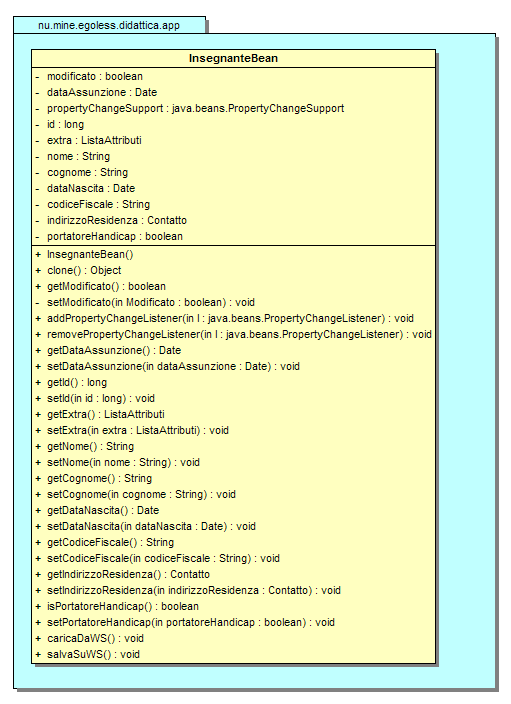 nu.mine.egoless.didattica.app
InsegnanteBean
- modificato : boolean
- dataAssunzione : Date
- propertyChangeSupport : java.beans.PropertyChangeSupport
- id : long
- extra : ListaAttributi
- nome : String
- cognome : String
- dataNascita : Date
- codiceFiscale : String
- indirizzoResidenza : Contatto
- portatoreHandicap : boolean
+ InsegnanteBean()
+ clone() : Object
+ getModificato() : boolean
- setModificato(in Modificato : boolean) : void
+ addPropertyChangeListener(in l : java.beans.PropertyChangeListener) : void
+ removePropertyChangeListener(in l : java.beans.PropertyChangeListener) : void
+ getDataAssunzione() : Date
+ setDataAssunzione(in dataAssunzione : Date) : void
+ getId() : long
+ setId(in id : long) : void
+ getExtra() : ListaAttributi
+ setExtra(in extra : ListaAttributi) : void
+ getNome() : String
+ setNome(in nome : String) : void
+ getCognome() : String
+ setCognome(in cognome : String) : void
+ getDataNascita() : Date
+ setDataNascita(in dataNascita : Date) : void
+ getCodiceFiscale() : String
+ setCodiceFiscale(in codiceFiscale : String) : void
+ getIndirizzoResidenza() : Contatto
+ setIndirizzoResidenza(in indirizzoResidenza : Contatto) : void
+ isPortatoreHandicap() : boolean
+ setPortatoreHandicap(in portatoreHandicap : boolean) : void
+ caricaDaWS() : void
+ salvaSuWS() : void